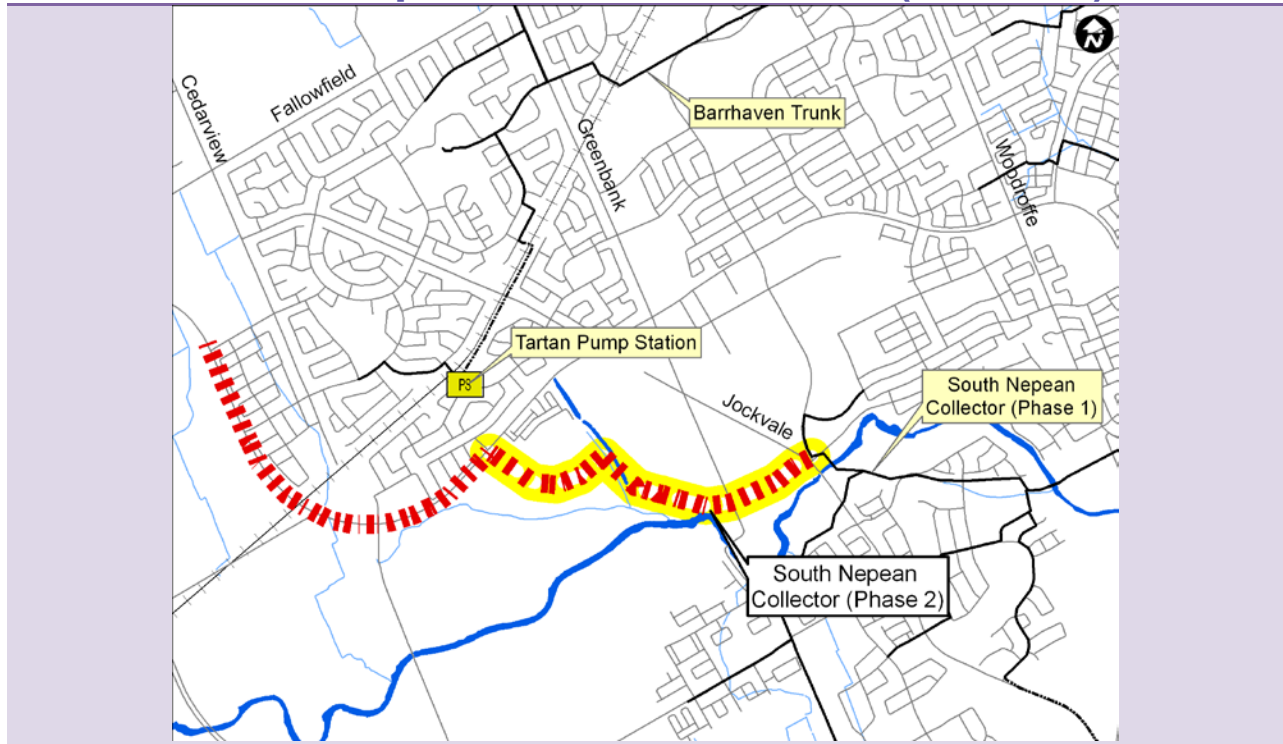 N
Cedarview
Fallowfield
Barrhaven Trunk
Greenbank
Woodroffe
Tartan Pump Station
PS
South Nepean
Collector (Phase 1)
Jockvale
South Nepean
Collector (Phase 2)